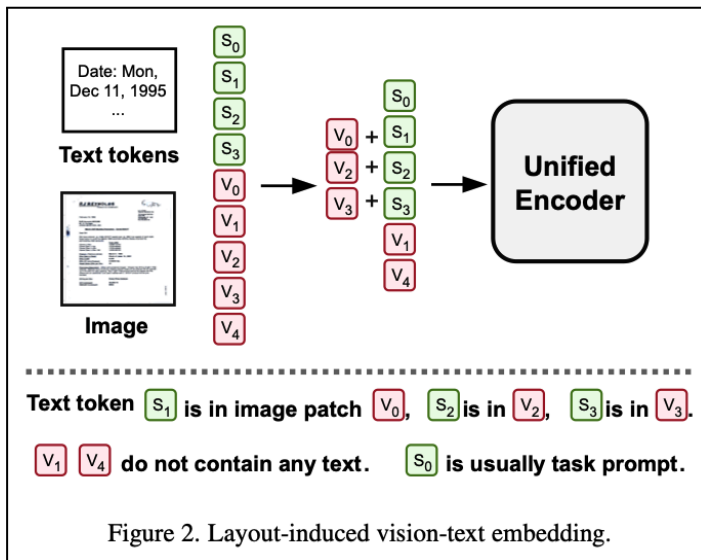 Date: Mon,
Dec 11, 1995
...
Text tokens
Image
S0
S1
S2
S3
V0
V1
V2
V3
V4
S0
V0 + S1
V2 + S2
V3 + S3
V1
V4
Unified
Encoder
Text token S1 is in image patch V0, S2 is in V2, S3 is in V3.
V1 V4 do not contain any text. S0 is usually task prompt.
Figure 2. Layout-induced vision-text embedding.